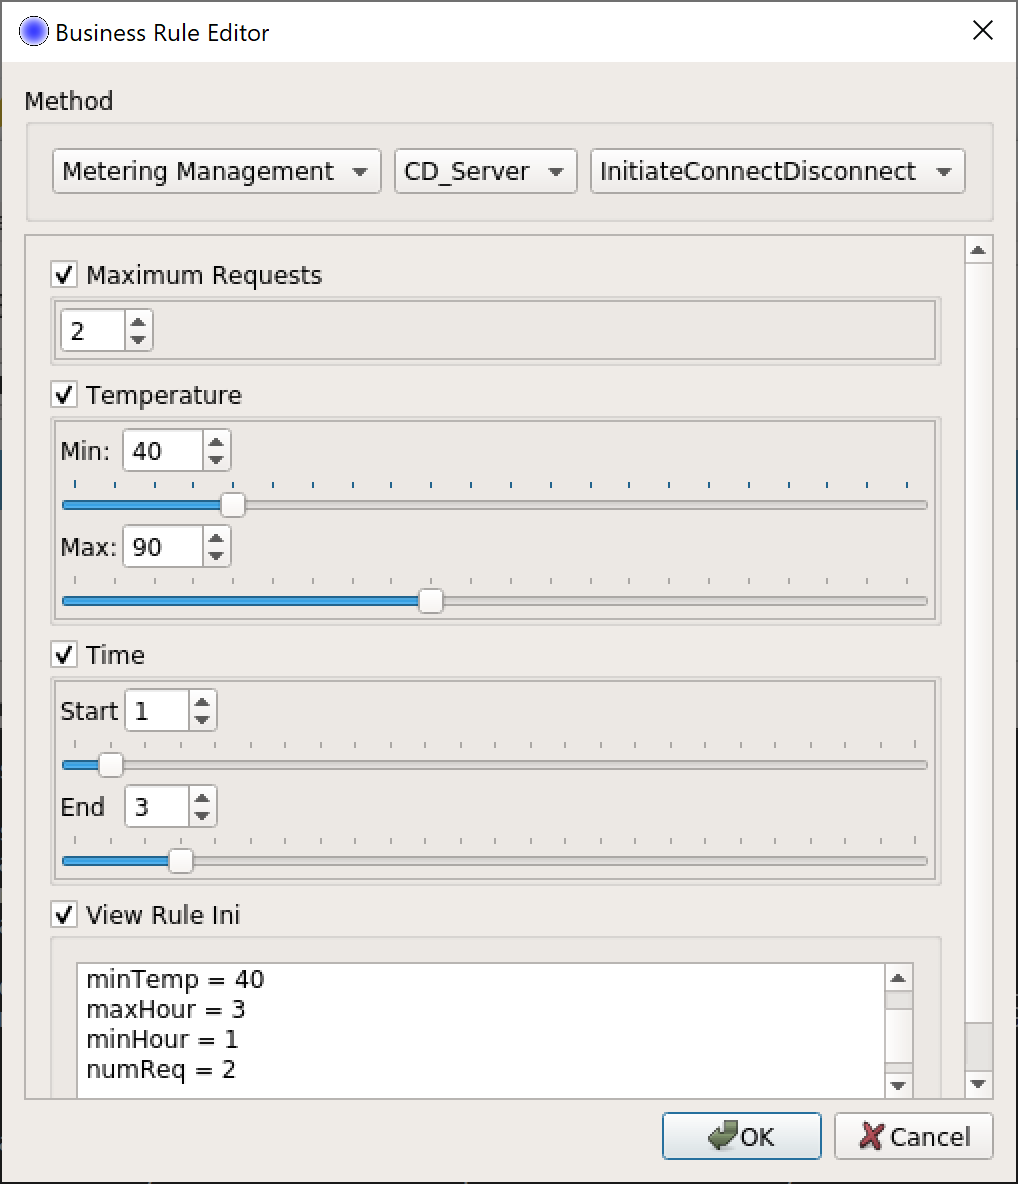 Business Rule Editor
Method
Metering Management CD_Server InitiateConnectDisconnect
Maximum Requests
2
Temperature
Min: 40
Max: 90
Time
Start 1
End 3
View Rule Ini
minTemp = 40
maxHour = 3
minHour = 1
numReq = 2
OK Cancel